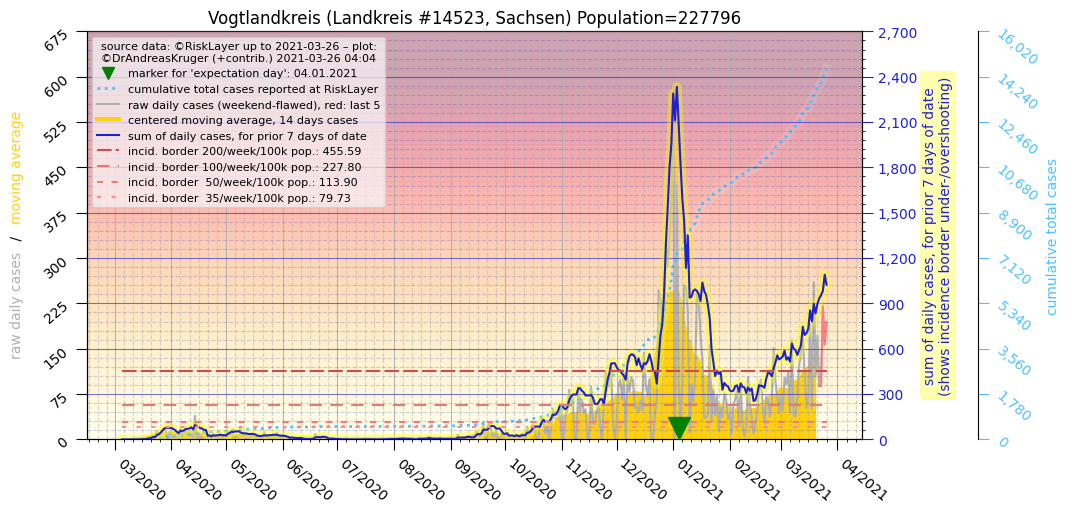 Vogtlandkreis (Landkreis #14523, Sachsen) Population=227796
source data: ©RiskLayer up to 2021-03-26 – plot:
©DrAndreasKruger (+contrib.) 2021-03-26 04:04
marker for 'expectation day': 04.01.2021
cumulative total cases reported at RiskLayer
raw daily cases (weekend-flawed), red: last 5
centered moving average, 14 days cases
sum of daily cases, for prior 7 days of date
incid. border 200/week/100k pop.: 455.59
incid. border 100/week/100k pop.: 227.80
incid. border  50/week/100k pop.: 113.90
incid. border  35/week/100k pop.: 79.73
raw daily cases / moving average
675
600
525
450
375
300
225
150
75
0
03/2020
04/2020
05/2020
06/2020
07/2020
08/2020
09/2020
10/2020
11/2020
12/2020
01/2021
02/2021
03/2021
04/2021
2,700
2,400
2,100
1,800
1,500
1,200
900
600
300
0
sum of daily cases, for prior 7 days of date
(shows incidence border under-/overshooting)
16,020
14,240
12,460
10,680
8,900
7,120
5,340
3,560
1,780
0
cumulative total cases